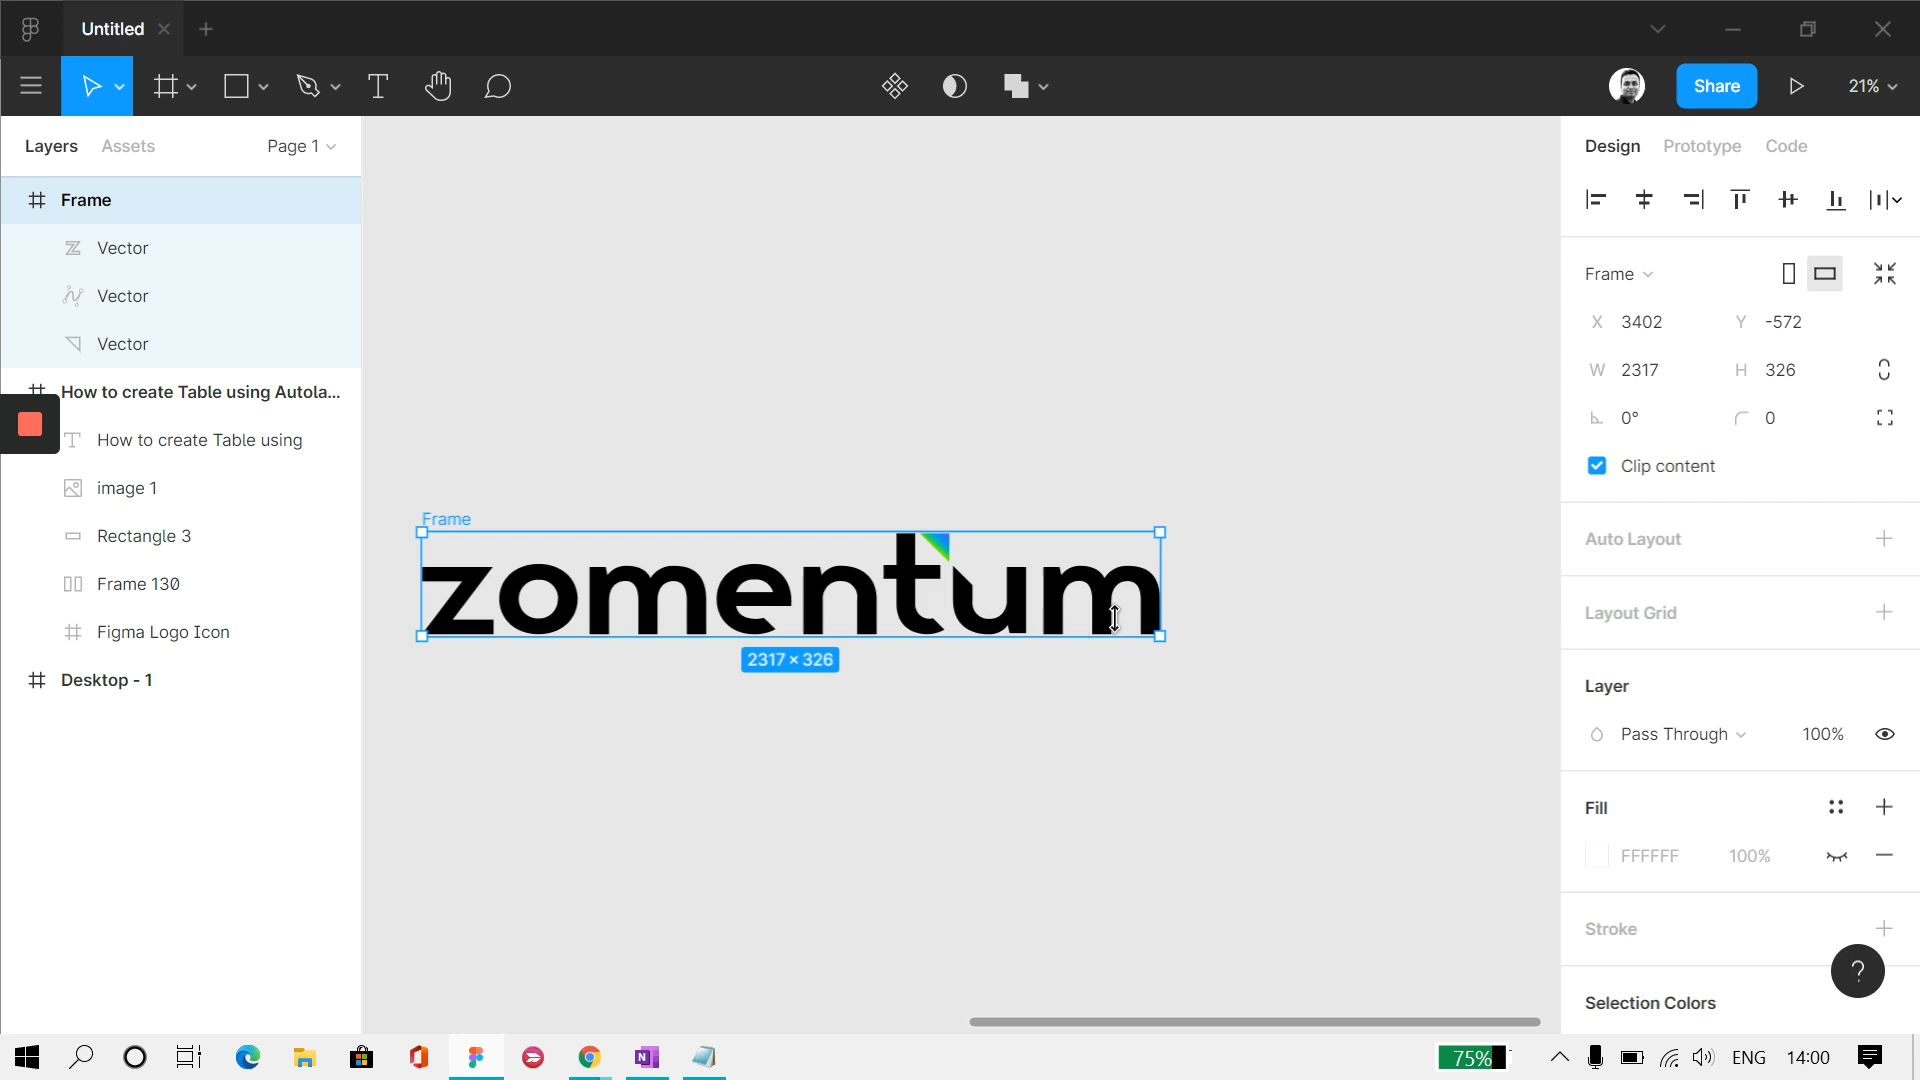 Untitled
Share
21%
Layers
Assets
Page 1
Frame
Vector
Vector
Vector
How to create Table using Autola...
How to create Table using
image 1
Rectangle 3
Frame 130
Figma Logo Icon
Desktop - 1
Frame
zomentum
2317 × 326
Design
Prototype
Code
Frame
X 3402
Y -572
W 2317
H 326
0°
0
Clip content
Auto Layout
Layout Grid
Layer
Pass Through
100%
Fill
FFFFFF
100%
Stroke
?
Selection Colors
75%
ENG
14:00